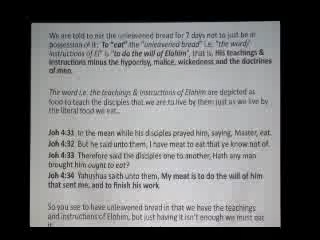 We are told to eat the unleavened bread for 7 days not to just be in
possession of it; To "eat" the "unleavened bread" i.e. "the word/
instructions of El" is "to do the will of Elohim", that is, His teachings &
instructions minus the hypocrisy, malice, wickedness and the doctrines
of men.
The word i.e. the teachings & instructions of Elahim are depicted as
food to teach the disciples that we are to live by them just as we live by
the literal food we eat..
Joh 4:31 In the mean while his disciples prayed him, saying, Master, eat.
Joh 4:32 But he said unto them, I have meat to eat that ye know not of.
Joh 4:33 Therefore said the disciples one to another, Hath any man
brought him ought to eat?
Joh 4:34 Yahushua saith unto them, My meat is to do the will of him
that sent me, and to finish his work.
So you see to have unleavened bread in that we have the teachings
and instructions of Elohim, but just having it isn't enough we must eat